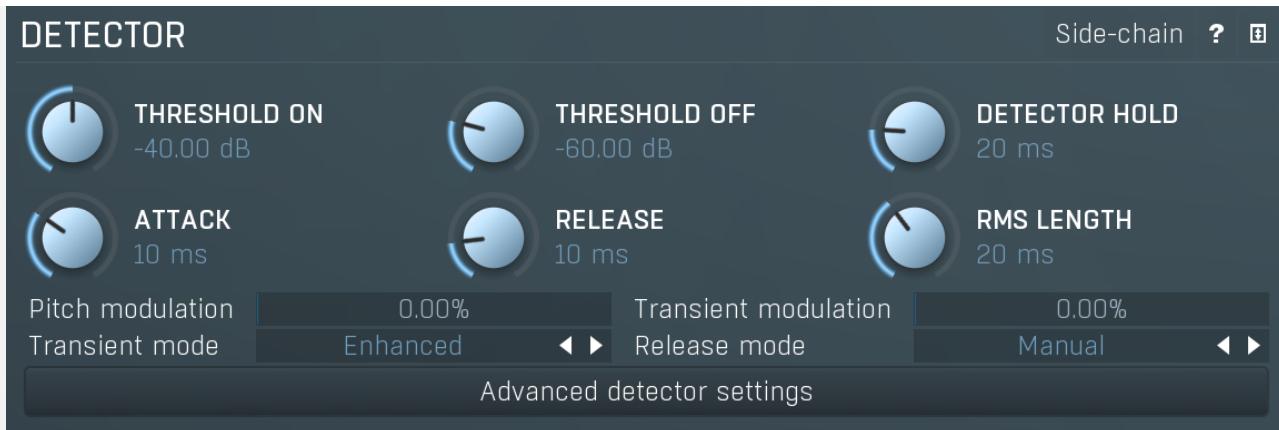 DETECTOR Side-chain ?
THRESHOLD ON THRESHOLD OFF DETECTOR HOLD
-40.00 dB -60.00 dB 20 ms
ATTACK RELEASE RMS LENGTH
10 ms 10 ms 20 ms
Pitch modulation 0.00% Transient modulation 0.00%
Transient mode Enhanced Release mode Manual
Advanced detector settings